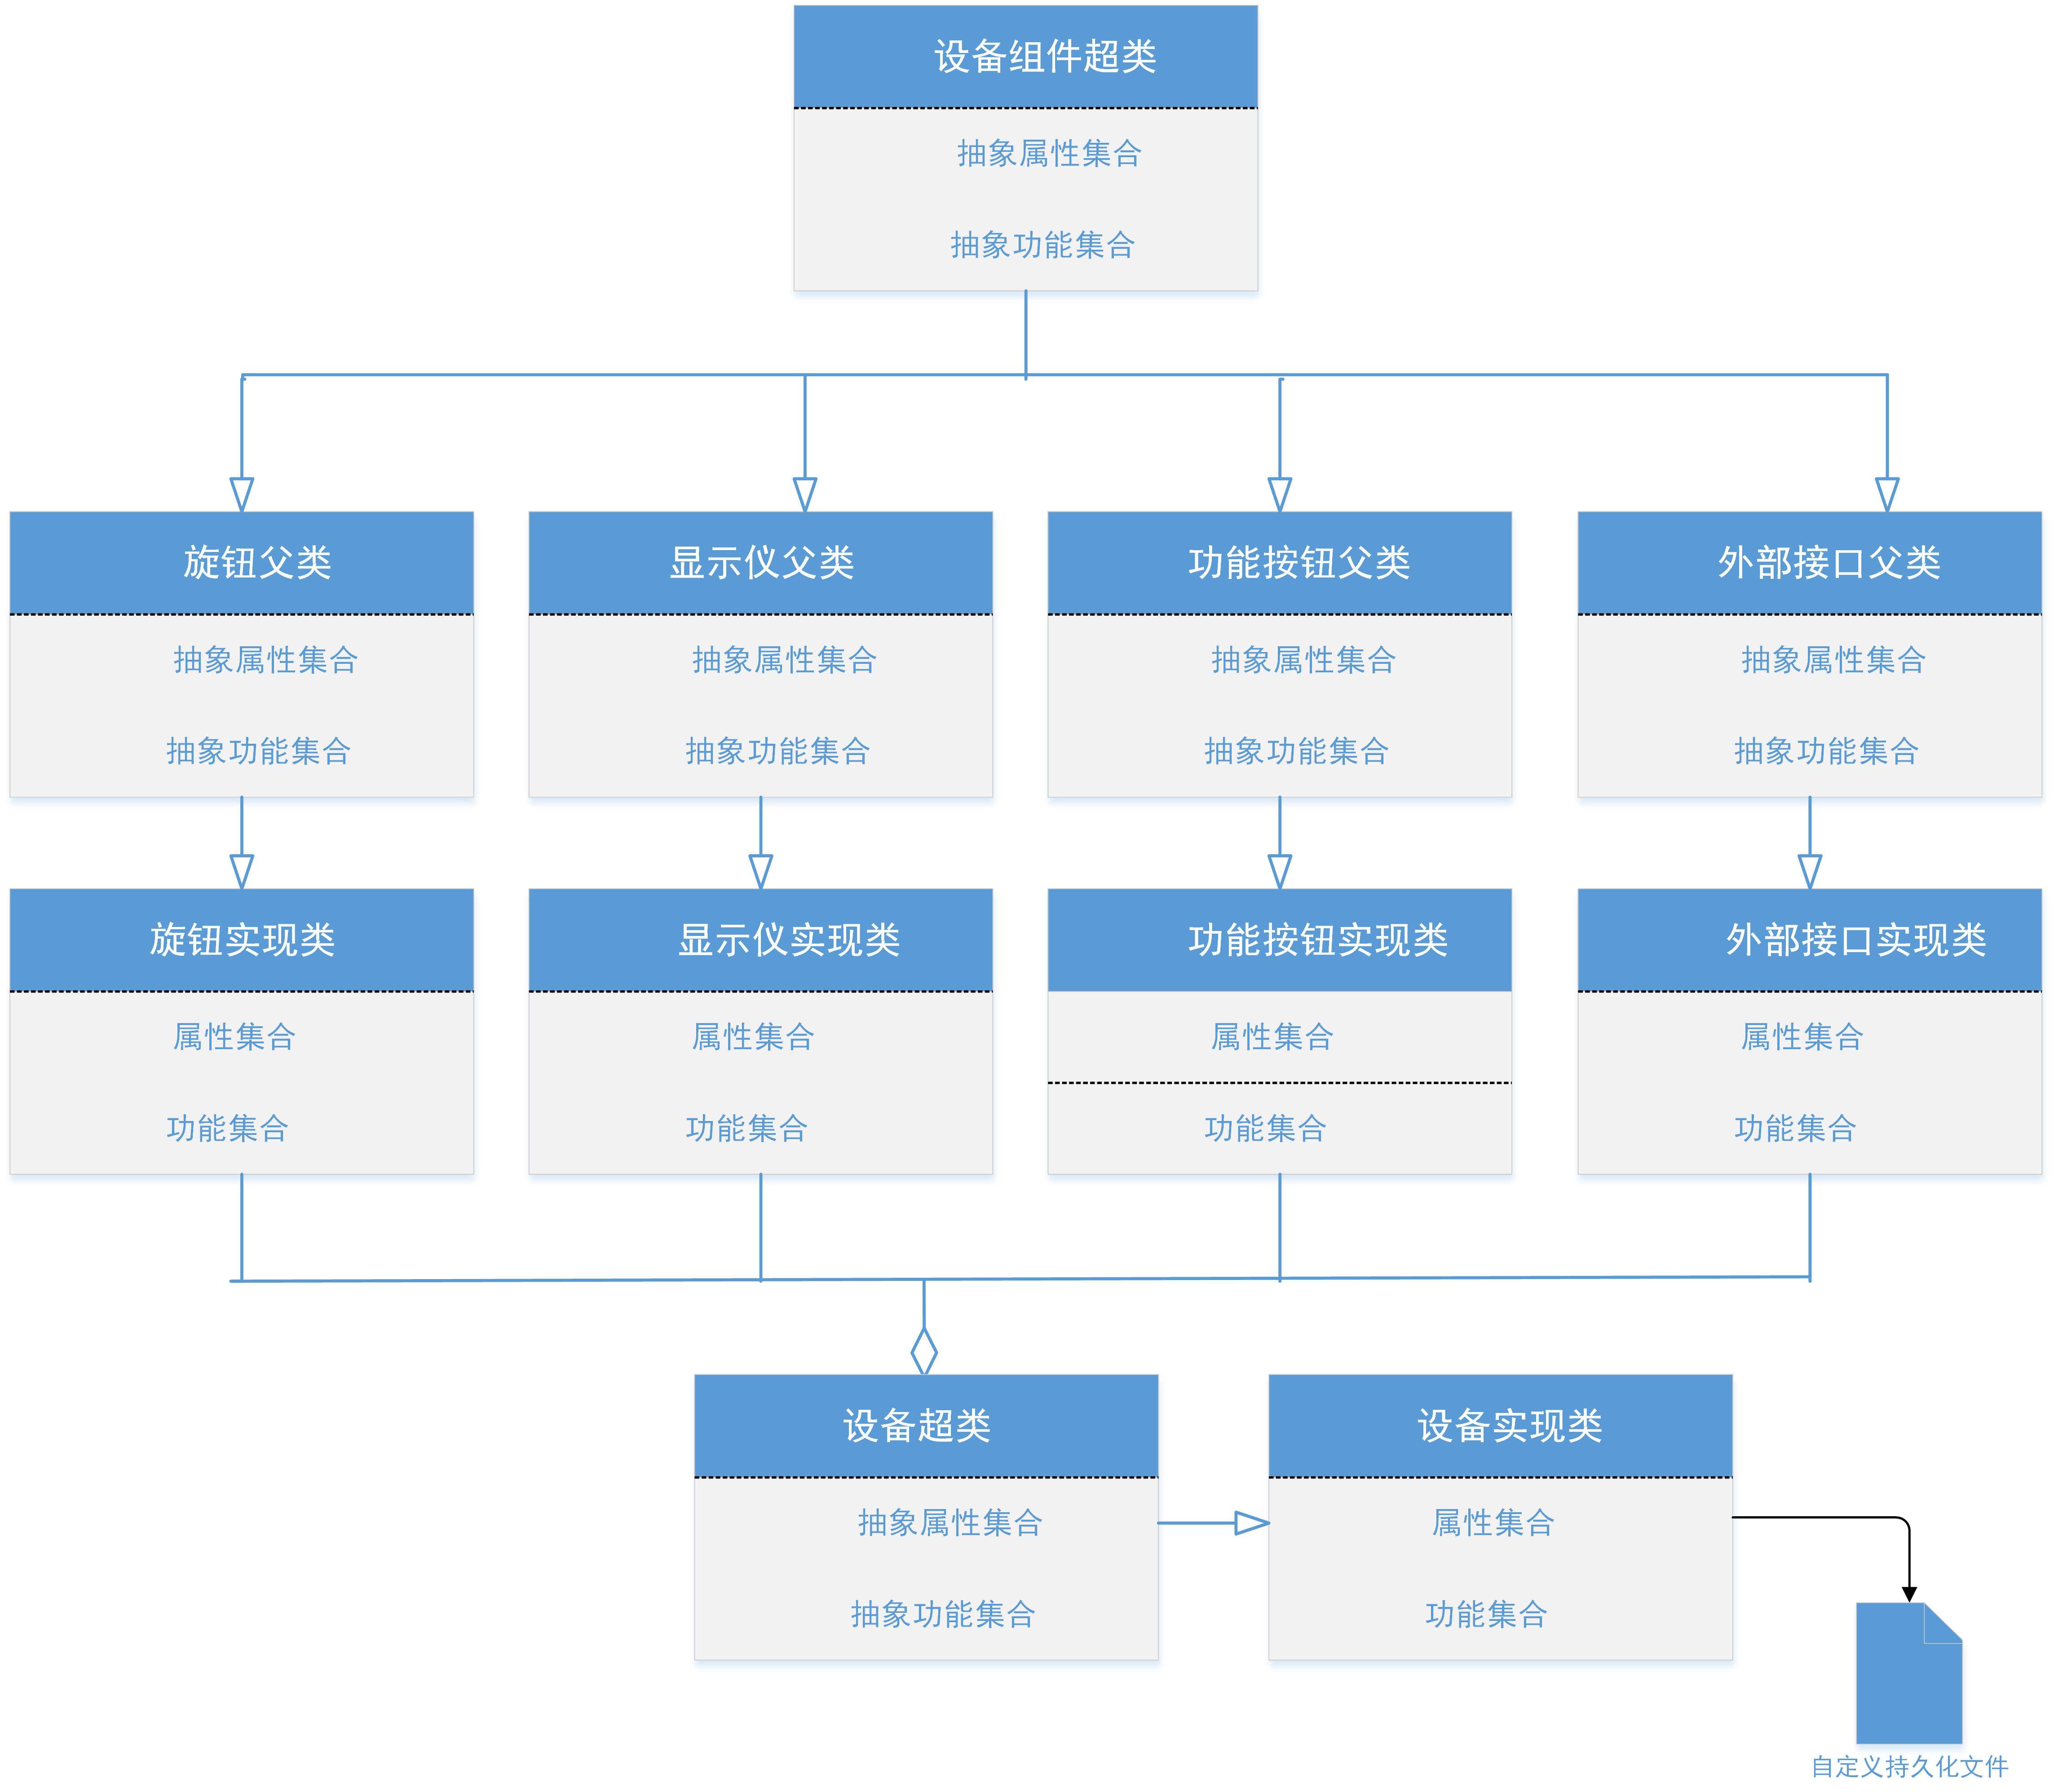 设备组件超类
抽象属性集合
抽象功能集合
旋钮父类
抽象属性集合
抽象功能集合
显示仪父类
抽象属性集合
抽象功能集合
功能按钮父类
抽象属性集合
抽象功能集合
外部接口父类
抽象属性集合
抽象功能集合
旋钮实现类
属性集合
功能集合
显示仪实现类
属性集合
功能集合
功能按钮实现类
属性集合
功能集合
外部接口实现类
属性集合
功能集合
设备超类
抽象属性集合
抽象功能集合
设备实现类
属性集合
功能集合
自定义持久化文件